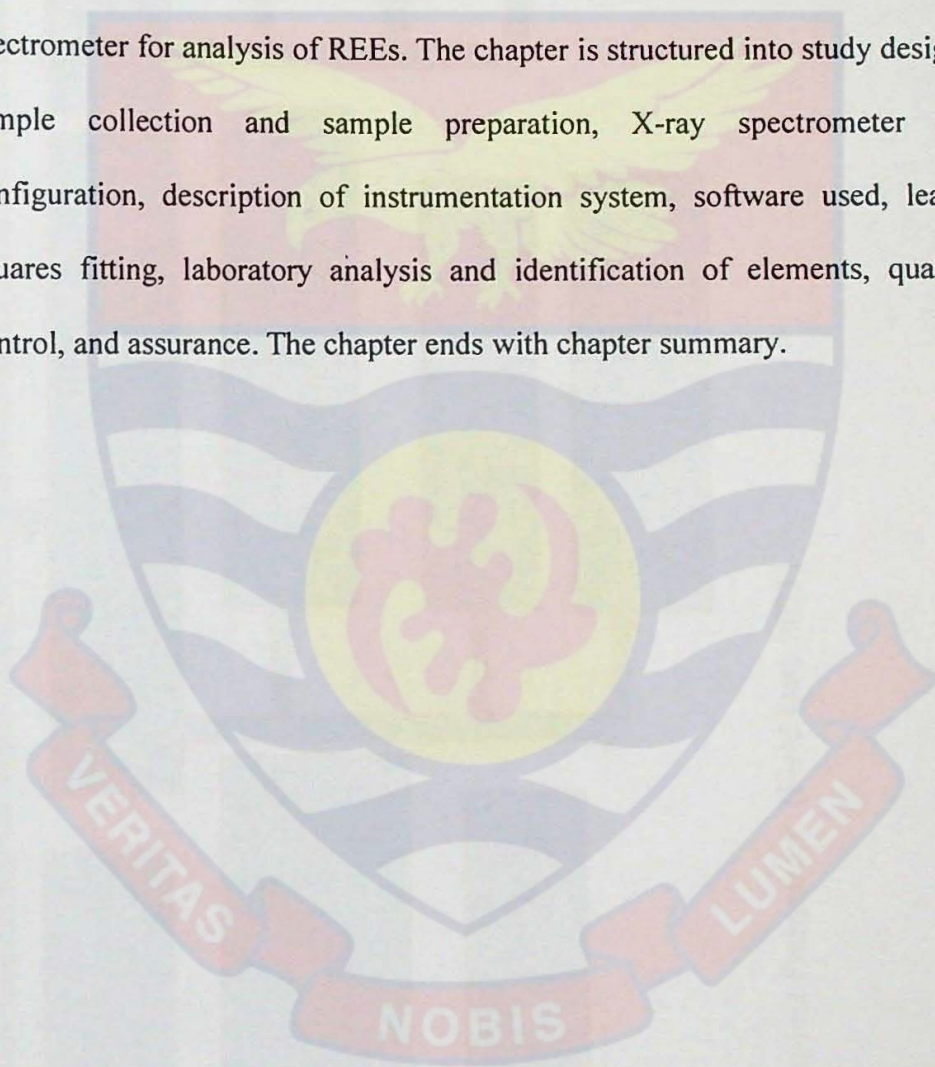 ectrometer for analysis of REEs. The chapter is structured into study desig
mple collection and sample preparation, X-ray spectrometer
nfiguration, description of instrumentation system, software used, lea
uares fitting, laboratory analysis and identification of elements, qua
ntrol, and assurance. The chapter ends with chapter summary.
VERITAS
NOBIS
LUMEN